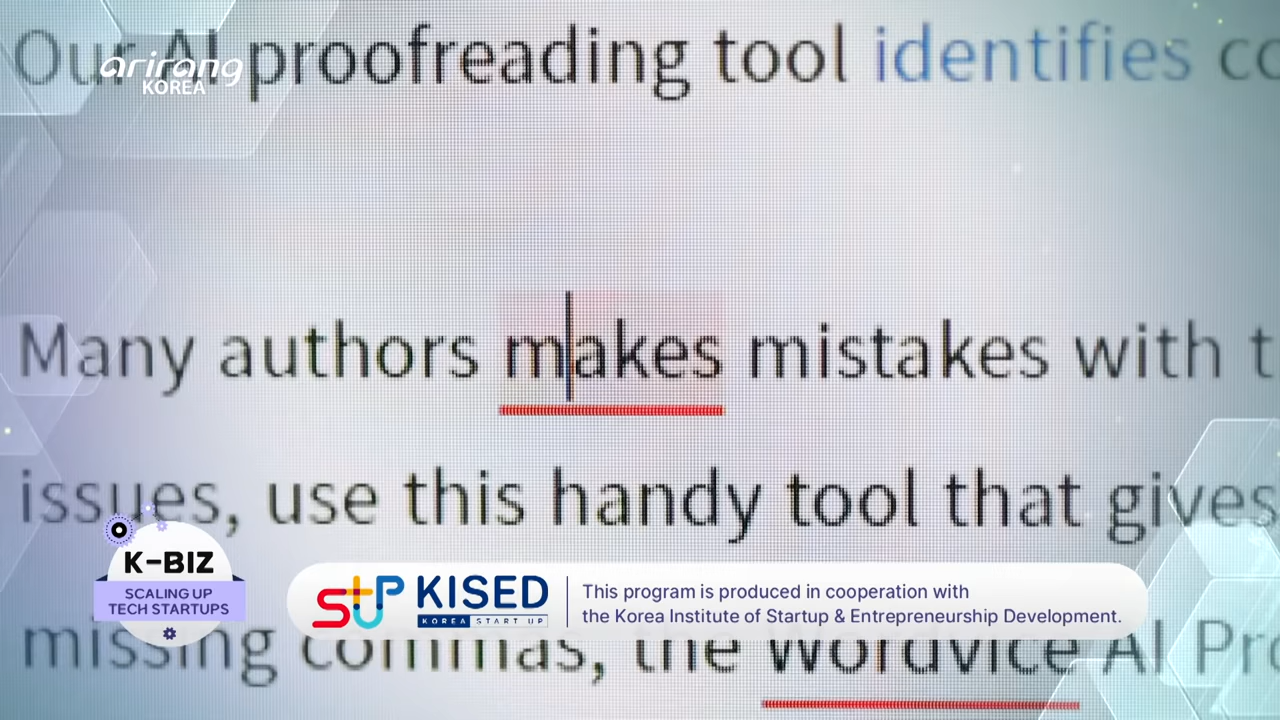 Our AI proofreading tool identifies co
arirang
KOREA
Many authors makes mistakes with t
issues, use this handy tool that gives
K-BIZ
SCALING UP
TECH STARTUPS
StUP KISED
KOREA START UP
This program is produced in cooperation with
the Korea Institute of Startup & Entrepreneurship Development.
missing commas, the Wordvice AI Pro